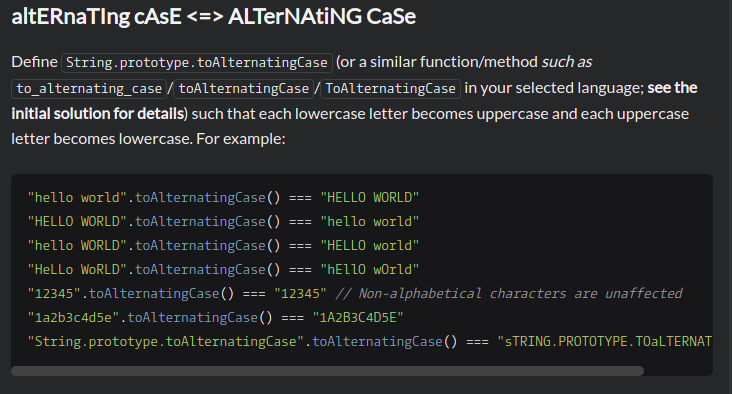 altERnaTIng cAsE <=> ALTerNAtiNG CaSe
Define String.prototype.toAlternatingCase (or a similar function/method such as
to_alternating_case/toAlternatingCase/ToAlternatingCase in your selected language; see the
initial solution for details) such that each lowercase letter becomes uppercase and each uppercase
letter becomes lowercase. For example:
"hello world".toAlternatingCase() === "HELLO WORLD"
"HELLO WORLD".toAlternatingCase() === "hello world"
"hello WORLD".toAlternatingCase() === "HELLO world"
"HeLLo WoRLD".toAlternatingCase() === "hEllO wOrld"
"12345".toAlternatingCase() === "12345" // Non-alphabetical characters are unaffected
"1a2b3c4d5e".toAlternatingCase() === "1A2B3C4D5E"
"String.prototype.toAlternatingCase".toAlternatingCase() === "sTRING.PROTOTYPE.TOaLTERNAT